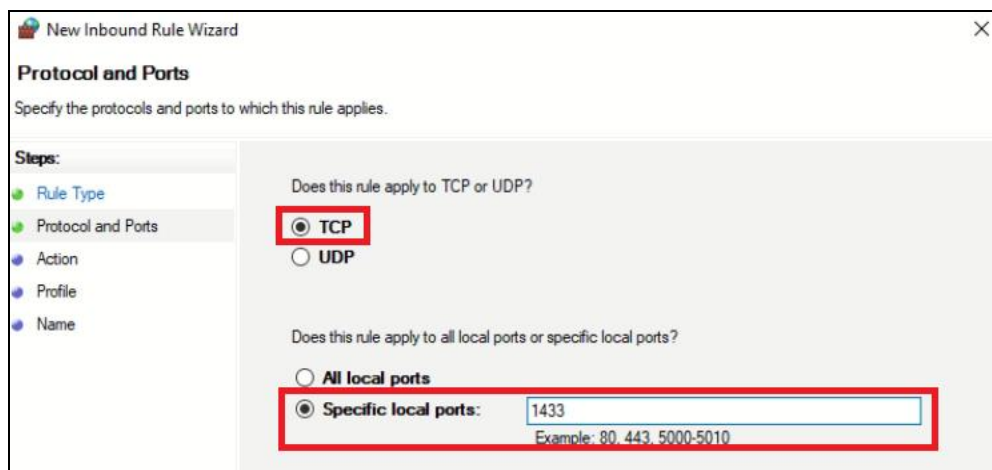 New Inbound Rule Wizard
Protocol and Ports
Specify the protocols and ports to which this rule applies.
Steps:
Rule Type
Protocol and Ports
Action
Profile
Name
Does this rule apply to TCP or UDP?
TCP
UDP
Does this rule apply to all local ports or specific local ports?
All local ports
Specific local ports: 1433
Example: 80, 443, 5000-5010